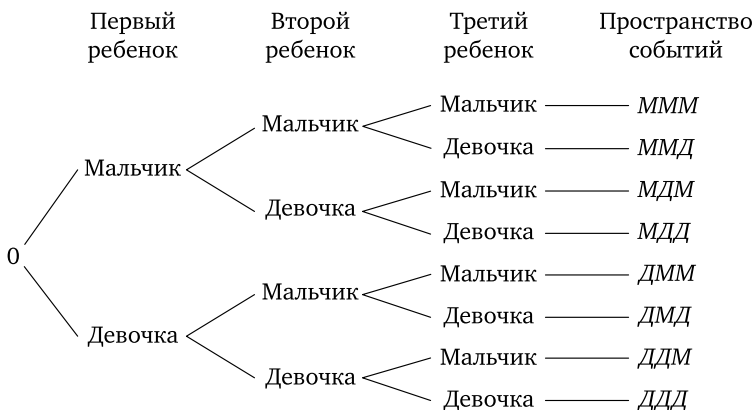 Первый ребенок
Второй ребенок
Третий ребенок
Пространство событий
0
Мальчик
Девочка
Мальчик
Девочка
Мальчик
Девочка
Мальчик
Девочка
Мальчик
Девочка
Мальчик
Девочка
Мальчик
Девочка
МММ
ММД
МДМ
МДД
ДММ
ДМД
ДДМ
ДДД